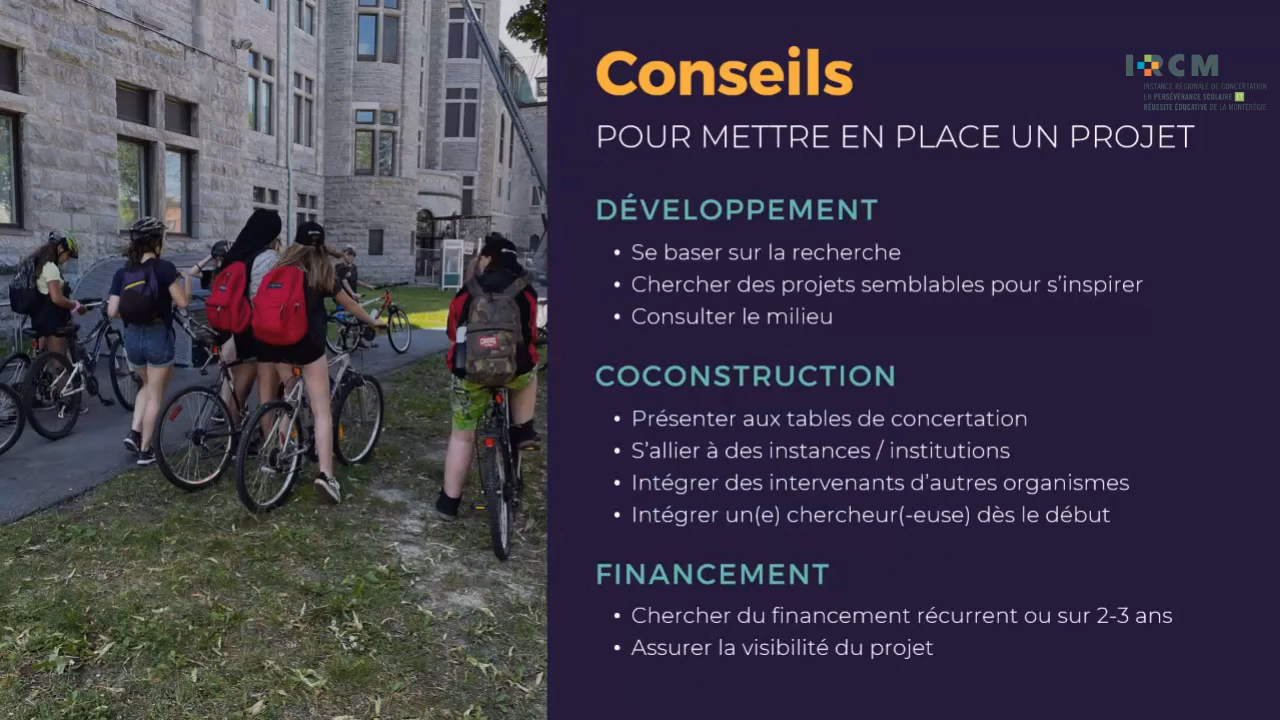 Conseils
POUR METTRE EN PLACE UN PROJET
IRCM
INSTANCE RÉGIONALE DE CONCERTATION
EN PERSÉVÉRANCE SCOLAIRE ET
RÉUSSITE ÉDUCATIVE DE LA MONTÉRÉGIE
DÉVELOPPEMENT
• Se baser sur la recherche
• Chercher des projets semblables pour s'inspirer
• Consulter le milieu
COCONSTRUCTION
• Présenter aux tables de concertation
• S'allier à des instances / institutions
• Intégrer des intervenants d'autres organismes
• Intégrer un(e) chercheur(-euse) dès le début
FINANCEMENT
• Chercher du financement récurrent ou sur 2-3 ans
• Assurer la visibilité du projet